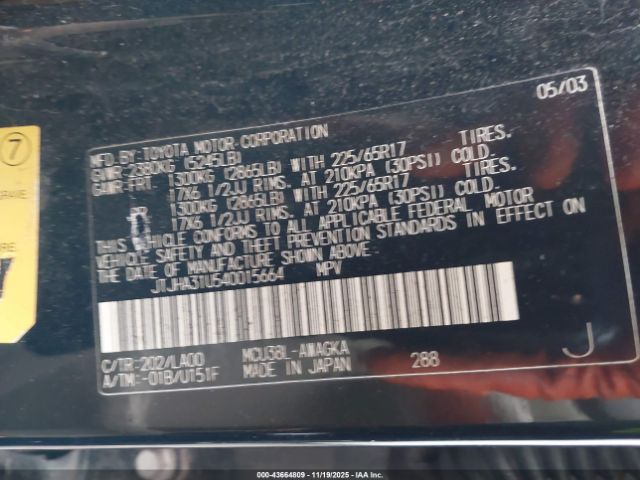 05/03
MFD.BY:TOYOTA MOTOR-CORPORATION
GVWR-2380KG (5245LB)
GAWR-FRT 1300KG (2865LB) WITH 225/65R17 TIRES.
17X6 1/2JJ RIMS. AT 210KPA (30PSI) COLD.
1300KG (2865LB) WITH 225/65R17 TIRES.
17X6 1/2JJ RIMS. AT 210KPA (30PSI) COLD.
THIS VEHICLE CONFORMS TO ALL APPLICABLE FEDERAL MOTOR
VEHICLE SAFETY AND THEFT PREVENTION STANDARDS IN EFFECT ON
THE DATE OF MANUFACTURE SHOWN ABOVE.
JTJHA31U540015664 MPV
C/TR-202/LA00 MCU38L-AWAGKA
A/TM:-01B/U151F MADE IN JAPAN 288 J
7
000-43664809 - 11/19/2025 - IAA Inc.